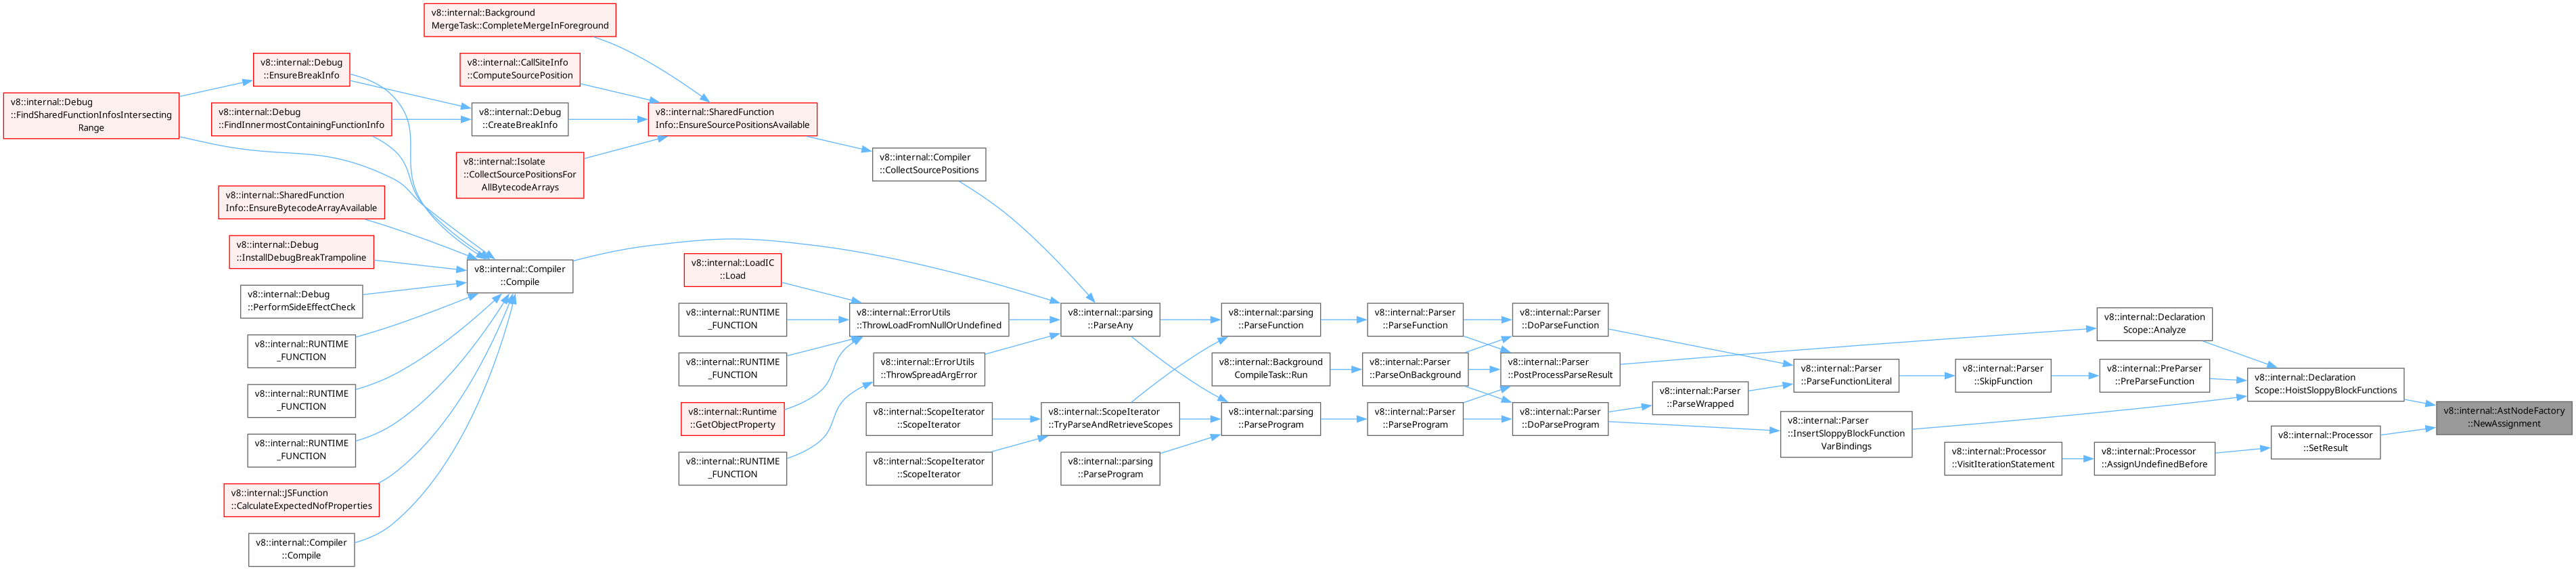 v8::internal::Background
MergeTask::CompleteMergeInForeground
v8::internal::Debug
::EnsureBreakInfo
v8::internal::CallSiteInfo
::ComputeSourcePosition
v8::internal::Debug
::FindSharedFunctionInfosIntersecting
Range
v8::internal::Debug
::FindInnermostContainingFunctionInfo
v8::internal::Debug
::CreateBreakInfo
v8::internal::SharedFunction
Info::EnsureSourcePositionsAvailable
v8::internal::Isolate
::CollectSourcePositionsFor
AllBytecodeArrays
v8::internal::Compiler
::CollectSourcePositions
v8::internal::SharedFunction
Info::EnsureBytecodeArrayAvailable
v8::internal::Debug
::InstallDebugBreakTrampoline
v8::internal::Compiler
::Compile
v8::internal::Debug
::PerformSideEffectCheck
v8::internal::RUNTIME
_FUNCTION
v8::internal::RUNTIME
_FUNCTION
v8::internal::RUNTIME
_FUNCTION
v8::internal::JSFunction
::CalculateExpectedNofProperties
v8::internal::Compiler
::Compile
v8::internal::LoadIC
::Load
v8::internal::RUNTIME
_FUNCTION
v8::internal::RUNTIME
_FUNCTION
v8::internal::Runtime
::GetObjectProperty
v8::internal::RUNTIME
_FUNCTION
v8::internal::ErrorUtils
::ThrowLoadFromNullOrUndefined
v8::internal::ErrorUtils
::ThrowSpreadArgError
v8::internal::ScopeIterator
::ScopeIterator
v8::internal::ScopeIterator
::ScopeIterator
v8::internal::parsing
::ParseAny
v8::internal::ScopeIterator
::TryParseAndRetrieveScopes
v8::internal::parsing
::ParseProgram
v8::internal::parsing
::ParseFunction
v8::internal::Background
CompileTask::Run
v8::internal::parsing
::ParseProgram
v8::internal::Parser
::ParseFunction
v8::internal::Parser
::ParseOnBackground
v8::internal::Parser
::ParseProgram
v8::internal::Parser
::DoParseFunction
v8::internal::Parser
::PostProcessParseResult
v8::internal::Parser
::DoParseProgram
v8::internal::Parser
::ParseWrapped
v8::internal::Parser
::ParseFunctionLiteral
v8::internal::Parser
::InsertSloppyBlockFunction
VarBindings
v8::internal::Parser
::SkipFunction
v8::internal::Processor
::VisitIterationStatement
v8::internal::Declaration
Scope::Analyze
v8::internal::PreParser
::PreParseFunction
v8::internal::Processor
::AssignUndefinedBefore
v8::internal::Declaration
Scope::HoistSloppyBlockFunctions
v8::internal::Processor
::SetResult
v8::internal::AstNodeFactory
::NewAssignment